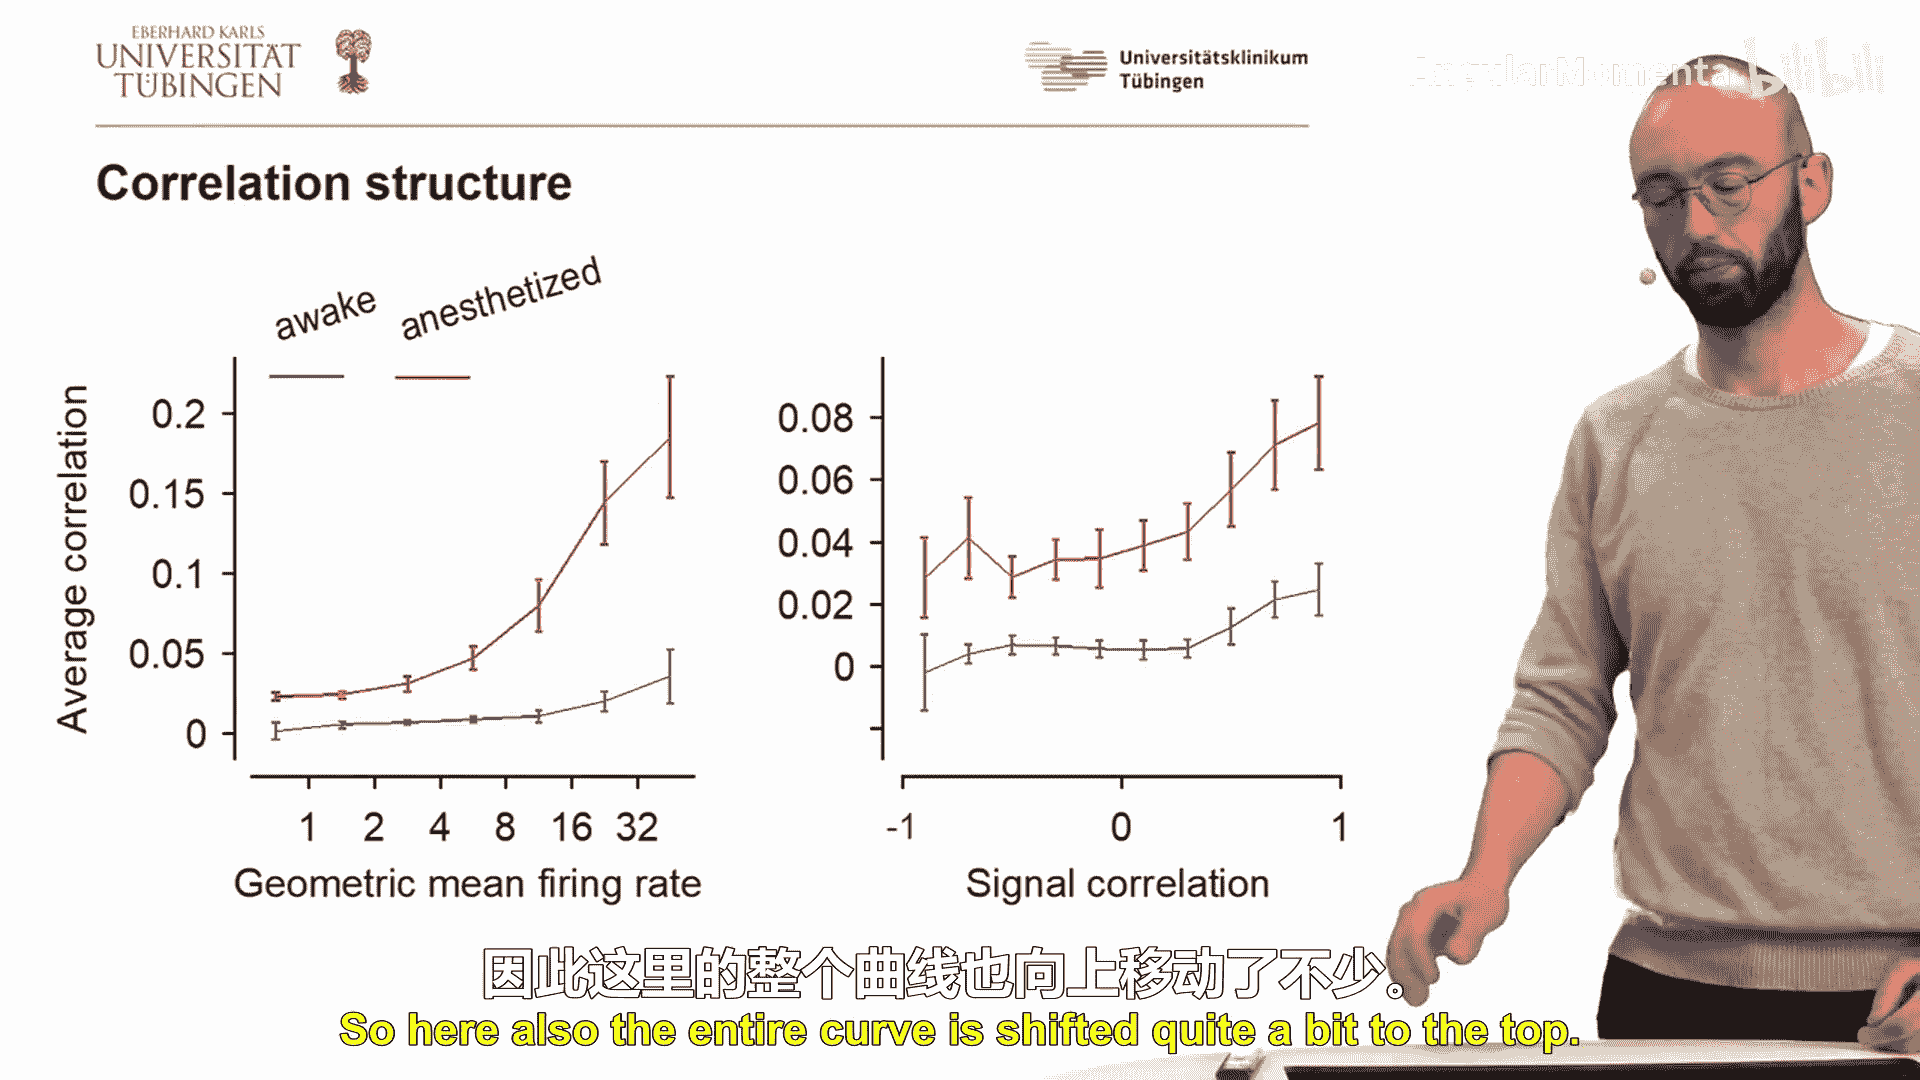 EBERHARD KARLS
UNIVERSITÄT
TÜBINGEN
Universitätsklinikum
Tübingen
AngularMomenta bilibili
Correlation structure
awake
anesthetized
Average correlation
0.2
0.15
0.1
0.05
0
1 2 4 8 16 32
Geometric mean firing rate
0.08
0.06
0.04
0.02
0
-1 0 1
Signal correlation
因此这里的整个曲线也向上移动了不少。
So here also the entire curve is shifted quite a bit to the top.